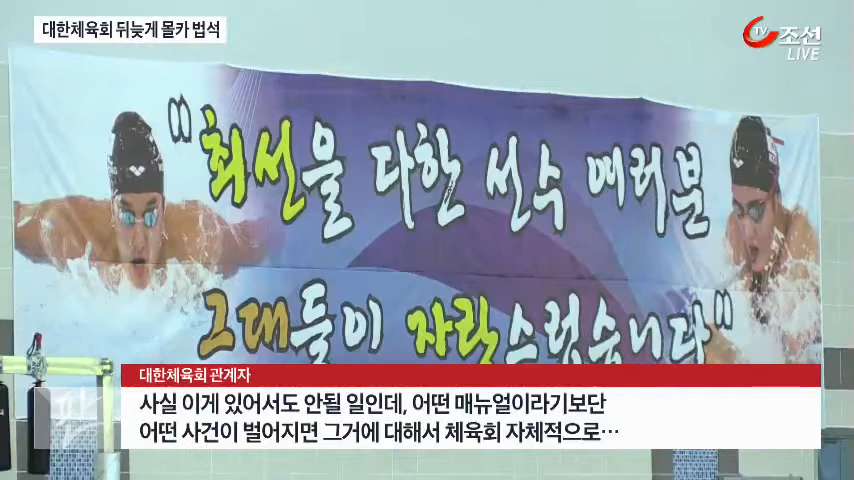 대한체육회 뒤늦게 몰카 법석
TV조선
LIVE
"최선을 다한 선수 여러분
그대들이 자랑스럽습니다"
대한체육회 관계자
사실 이게 있어서도 안될 일인데, 어떤 매뉴얼이라기보단
어떤 사건이 벌어지면 그거에 대해서 체육회 자체적으로…